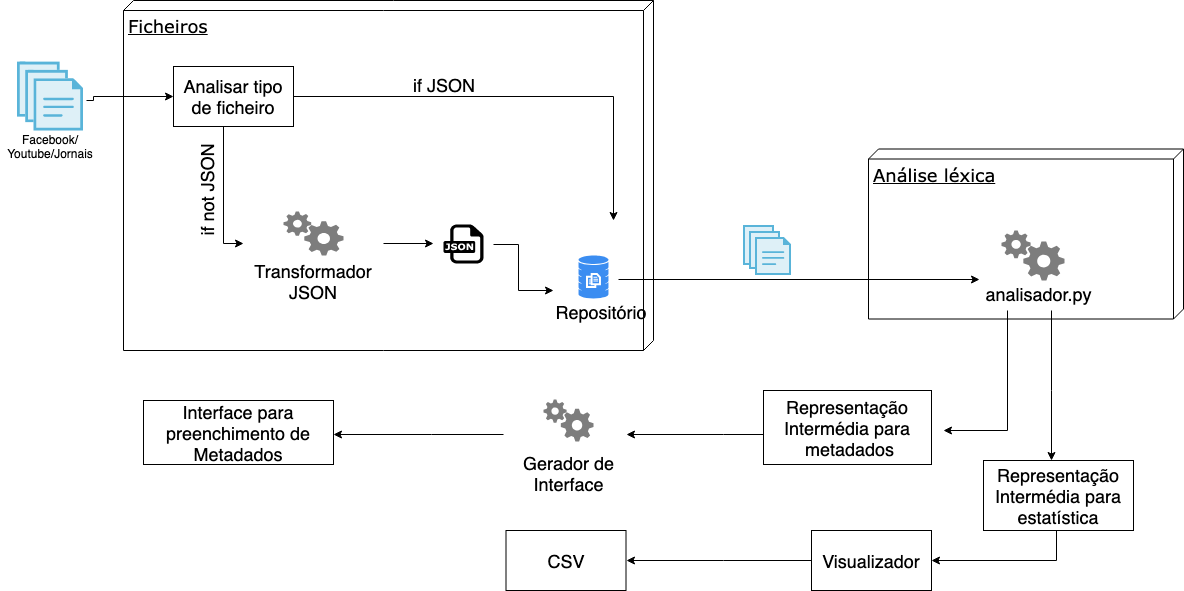 Ficheiros
Facebook/
Youtube/Jornais
Analisar tipo
de ficheiro
if JSON
if not JSON
Transformador
JSON
JSON
Repositório
Análise léxica
analisador.py
Interface para
preenchimento de
Metadados
Gerador de
Interface
Representação
Intermédia para
metadados
Representação
Intermédia para
estatística
CSV
Visualizador